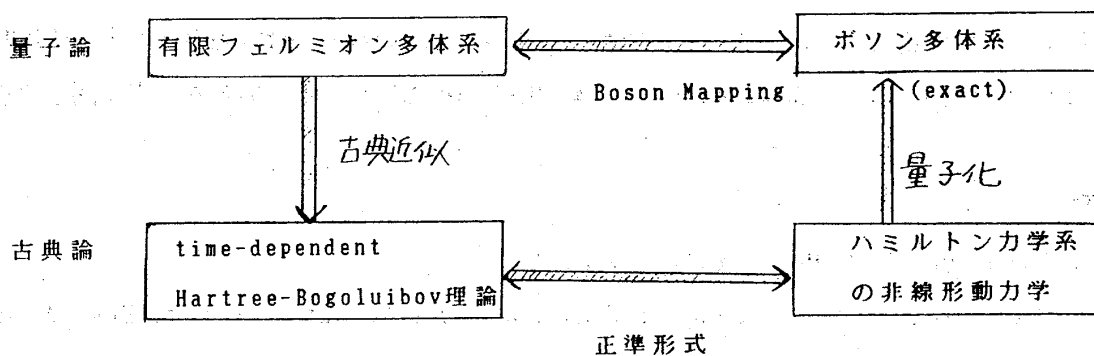 量子論
有限フェルミオン多体系
ボソン多体系
Boson Mapping
(exact)
古典近似
量子化
古典論
time-dependent
Hartree-Bogoluibov理論
ハミルトン力学系
の非線形動力学
正準形式